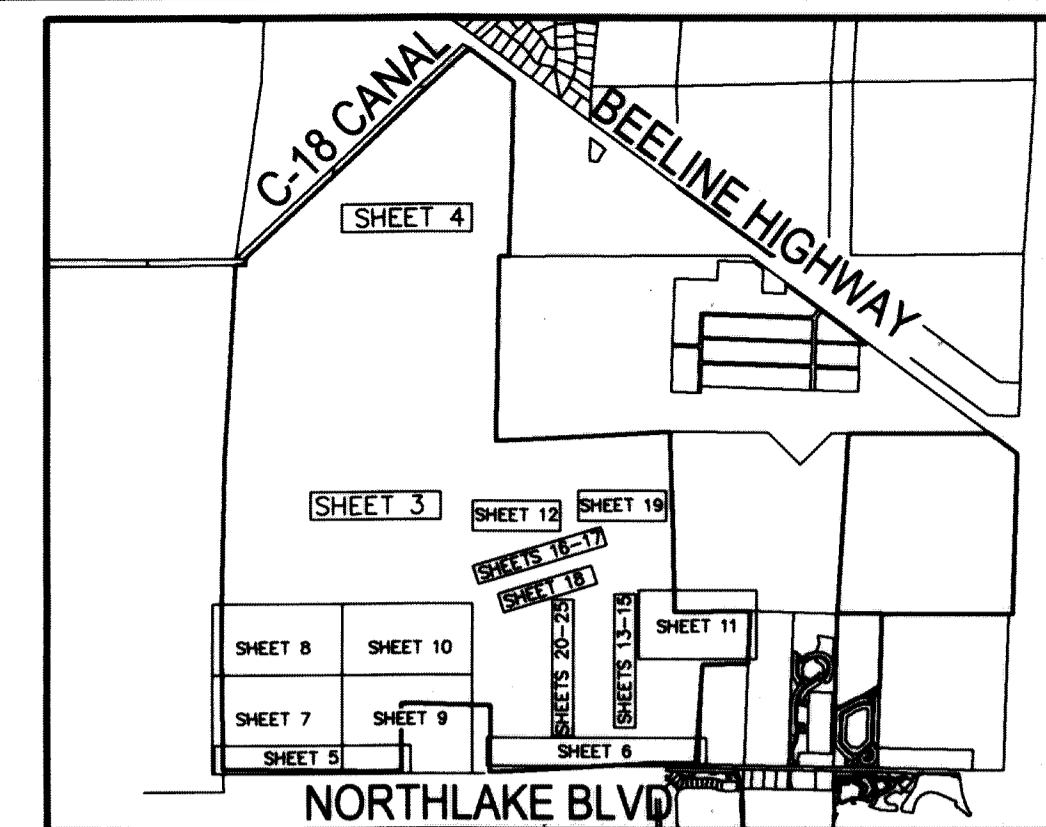 C-18 CANAL
BEELINE HIGHWAY
SHEET 4
SHEET 3
SHEET 12
SHEET 19
SHEETS 16-17
SHEET 18
SHEETS 20-25
SHEETS 13-15
SHEET 11
SHEET 8
SHEET 10
SHEET 7
SHEET 9
SHEET 5
SHEET 6
NORTHLAKE BLVD